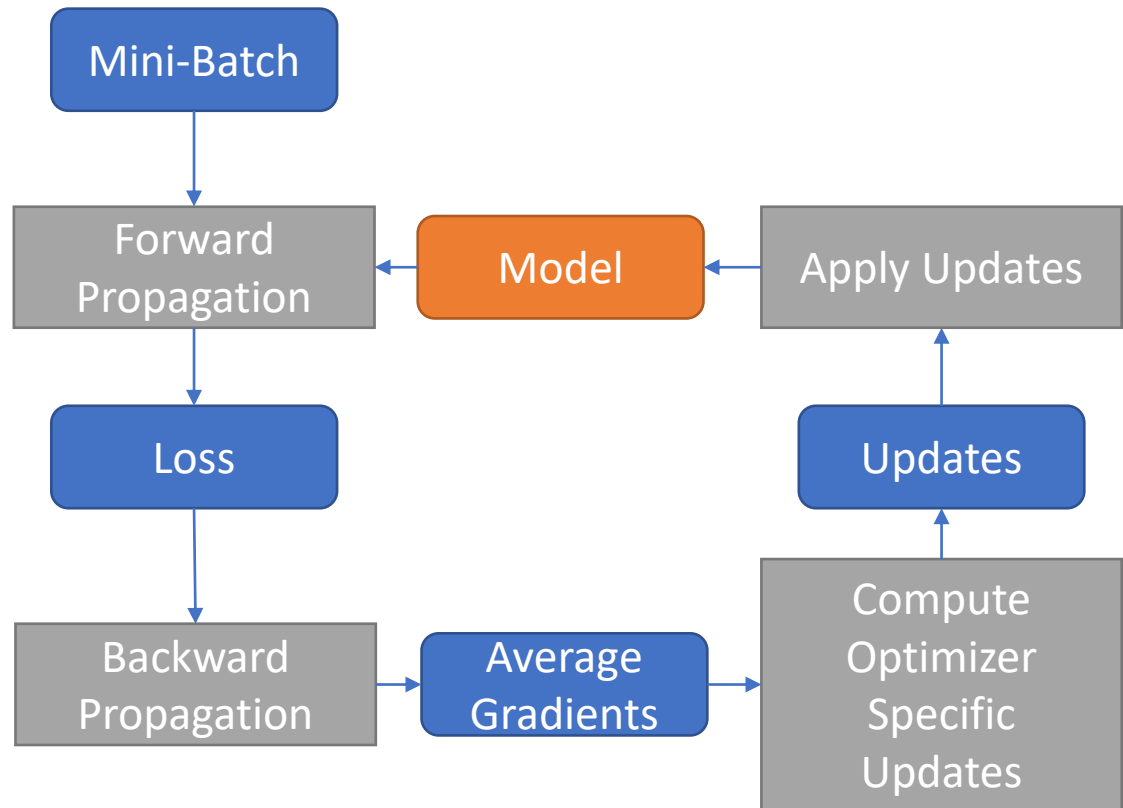 Mini-Batch
Forward
Propagation
Model
Apply Updates
Loss
Updates
Backward
Propagation
Average
Gradients
Compute
Optimizer
Specific
Updates